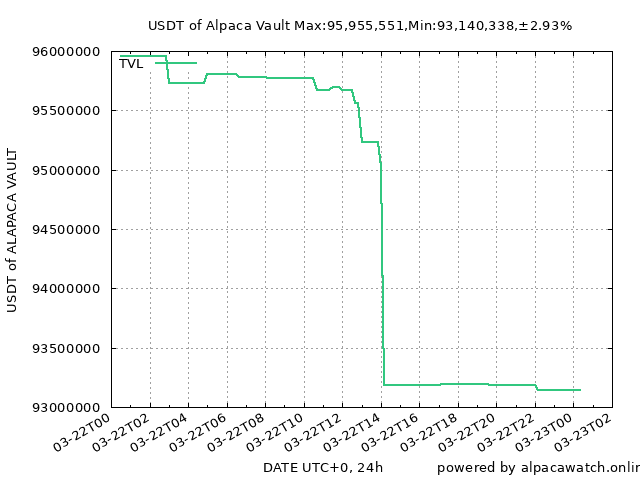 USDT of Alpaca Vault Max:95,955,551,Min:93,140,338,±2.93%
96000000
TVL
95500000
95000000
94500000
94000000
93500000
93000000
USDT of ALAPACA VAULT
03-22T00
03-22T02
03-22T04
03-22T06
03-22T08
03-22T10
03-22T12
03-22T14
03-22T16
03-22T18
03-22T20
03-22T22
03-23T00
03-23T02
DATE UTC+0, 24h
powered by alpacawatch.onlin